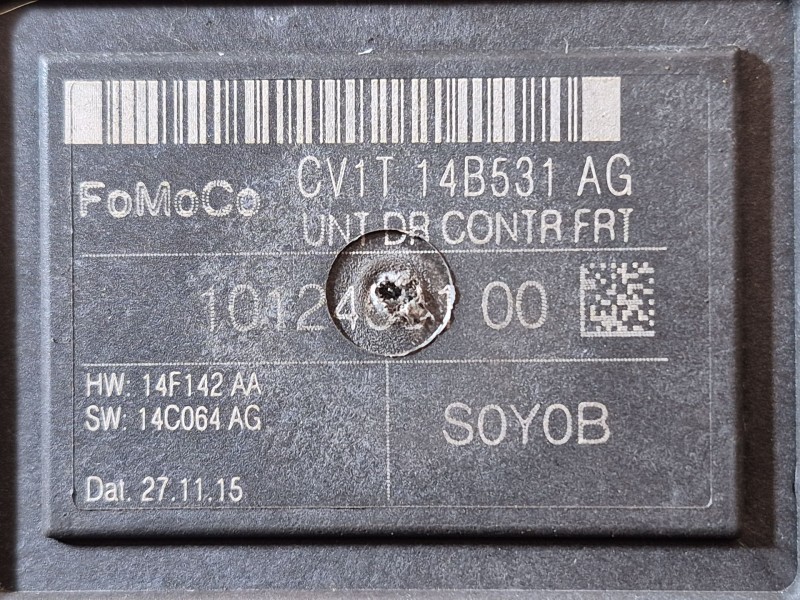 CV1T 14B531 AG
FoMoCo
UNT DR CONTR FRT
00
HW: 14F142 AA
SW: 14C064 AG
S0Y0B
Dat. 27.11.15